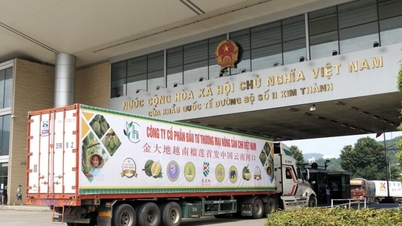 NƯỚC CỘNG HÒA XÃ HỘI CHỦ NGHĨA VIỆT NAM
CỬA KHẨU QUỐC TẾ ĐƯỜNG BỘ SỐ II KIM THÀNH
CÔNG TY CỔ PHẦN ĐẦU TƯ THƯƠNG MẠI NÔNG SẢN CNH VIỆT NAM
金大地越南榴莲首发中国云南河口